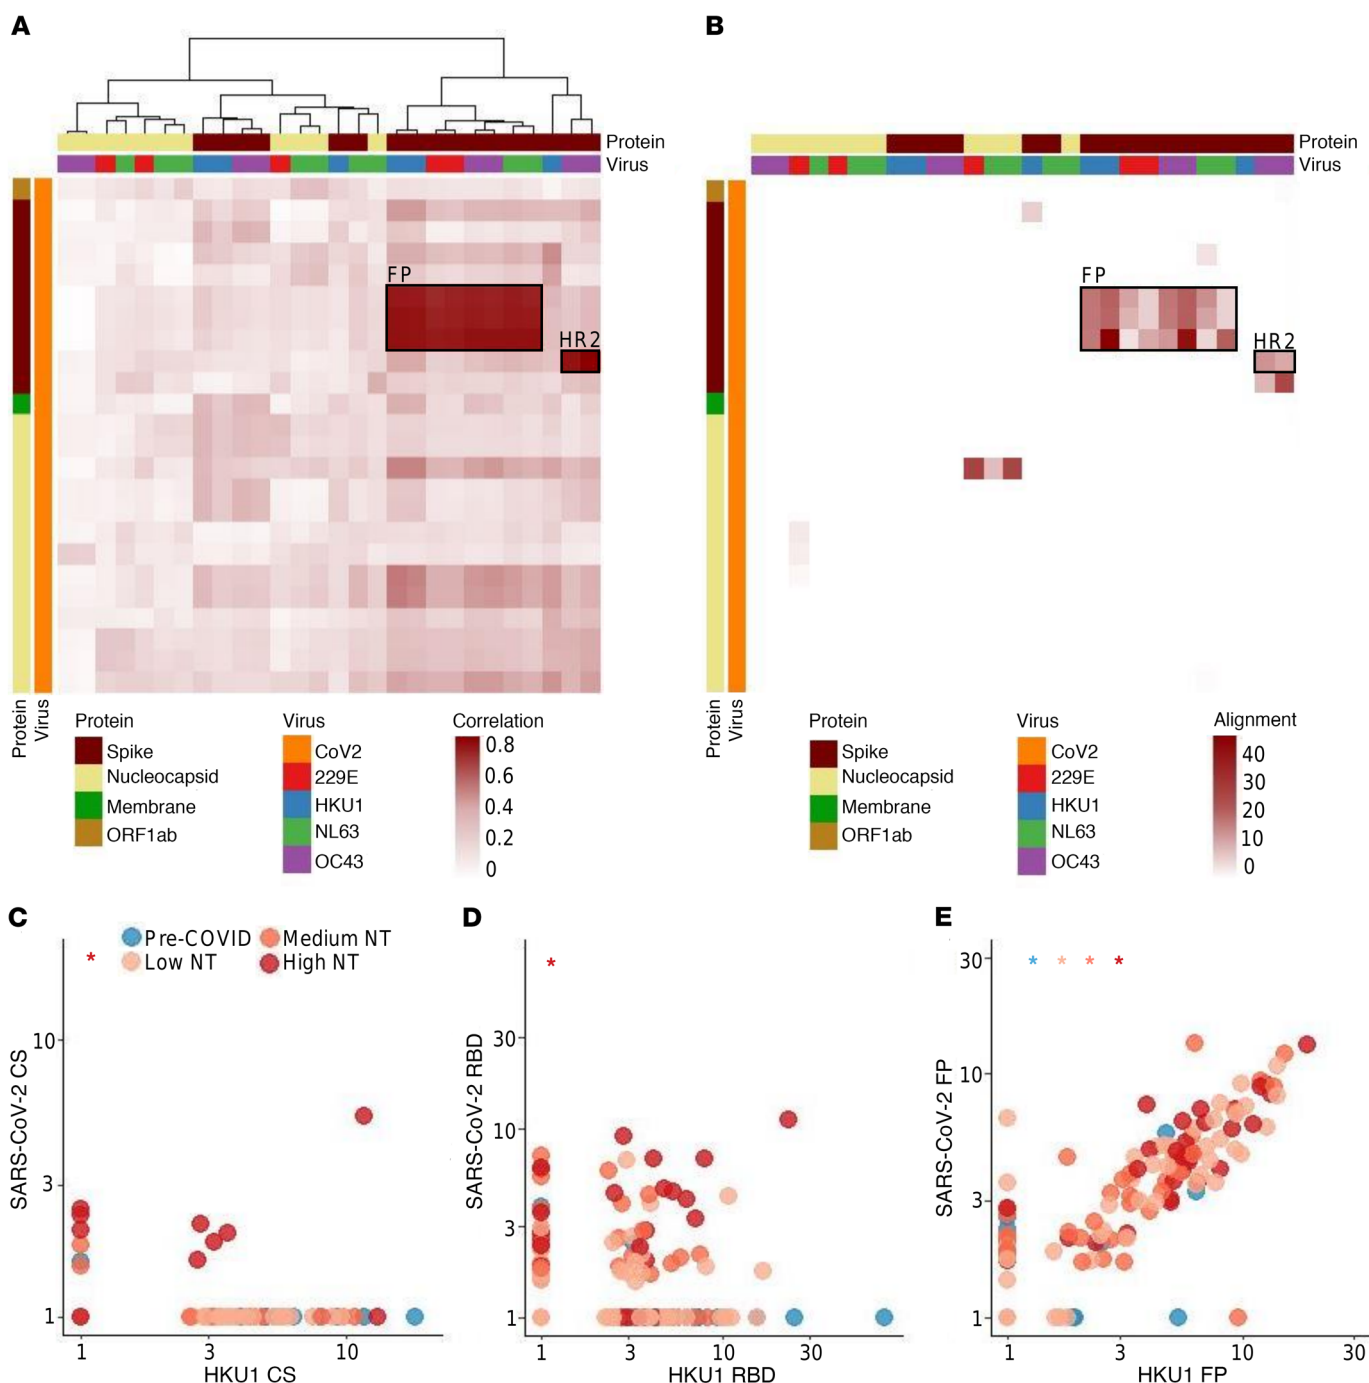 A
B
Protein
Virus
Protein
Virus
FP
HR2
FP
HR2
Protein
Virus
Protein
Virus
Protein
Spike
Nucleocapsid
Membrane
ORF1ab
Virus
CoV2
229E
HKU1
NL63
OC43
Correlation
0.8
0.6
0.4
0.2
0
Protein
Spike
Nucleocapsid
Membrane
ORF1ab
Virus
CoV2
229E
HKU1
NL63
OC43
Alignment
40
30
20
10
0
C
Pre-COVID
Medium NT
Low NT
High NT
*
SARS-CoV-2 CS
10
3
1
1
3
10
HKU1 CS
D
*
SARS-CoV-2 RBD
30
10
3
1
1
3
10
30
HKU1 RBD
E
* * * *
SARS-CoV-2 FP
30
10
3
1
1
3
10
30
HKU1 FP